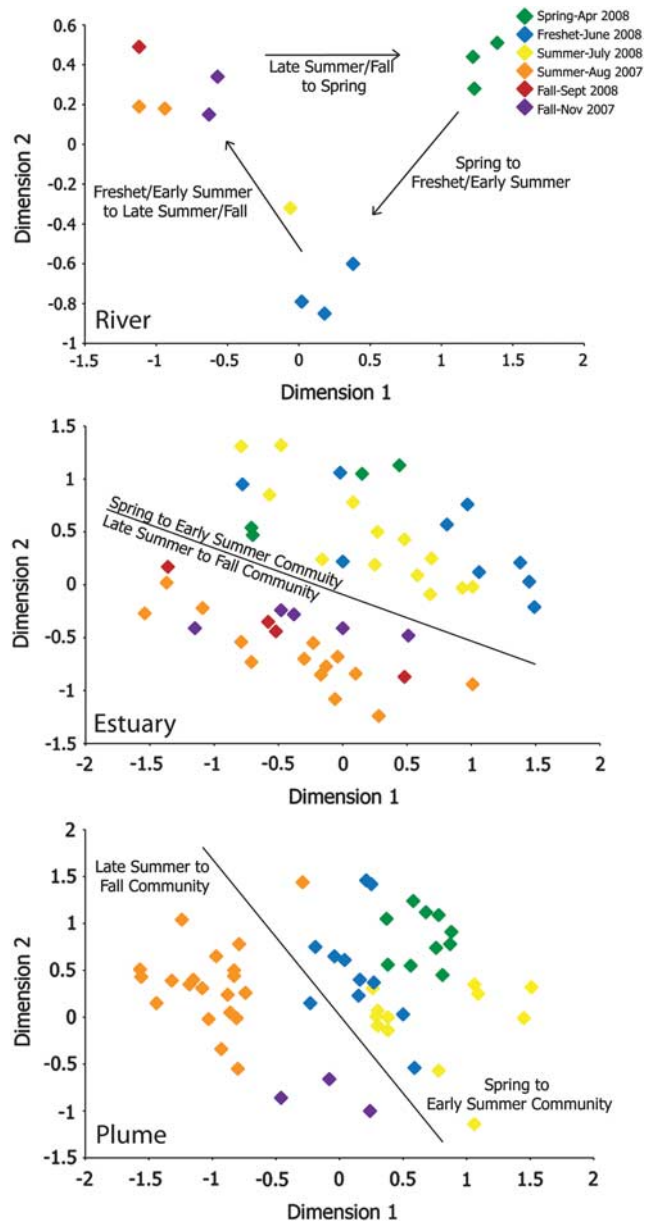 0.6
0.4
0.2
0
-0.2
-0.4
-0.6
-0.8
-1
Dimension 2
Late Summer/Fall
to Spring
Spring-Apr 2008
Freshet-June 2008
Summer-July 2008
Summer-Aug 2007
Fall-Sept 2008
Fall-Nov 2007
Spring to
Freshet/Early Summer
Freshet/Early Summer
to Late Summer/Fall
River
-1.5 -1 -0.5 0 0.5 1 1.5
Dimension 1
1.5
1
0.5
0
-0.5
-1
-1.5
Dimension 2
Spring to Early Summer Commuity
Late Summer to Fall Community
Estuary
-2 -1.5 -1 -0.5 0 0.5 1 1.5 2
Dimension 1
2
1.5
1
0.5
0
-0.5
-1
-1.5
Dimension 2
Late Summer to
Fall Community
Spring to
Early Summer Community
Plume
-2 -1.5 -1 -0.5 0 0.5 1 1.5 2
Dimension 1